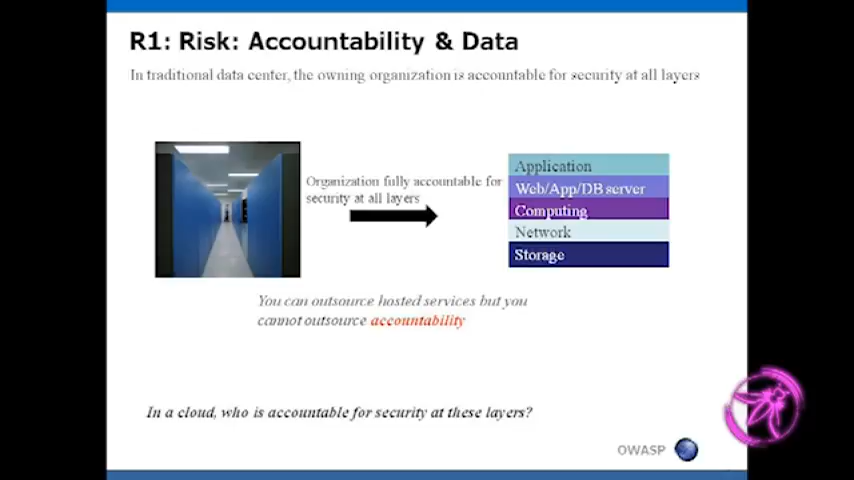 R1: Risk: Accountability & Data
In traditional data center, the owning organization is accountable for security at all layers
Organization fully accountable for
security at all layers
Application
Web/App/DB server
Computing
Network
Storage
You can outsource hosted services but you
cannot outsource accountability
In a cloud, who is accountable for security at these layers?
OWASP